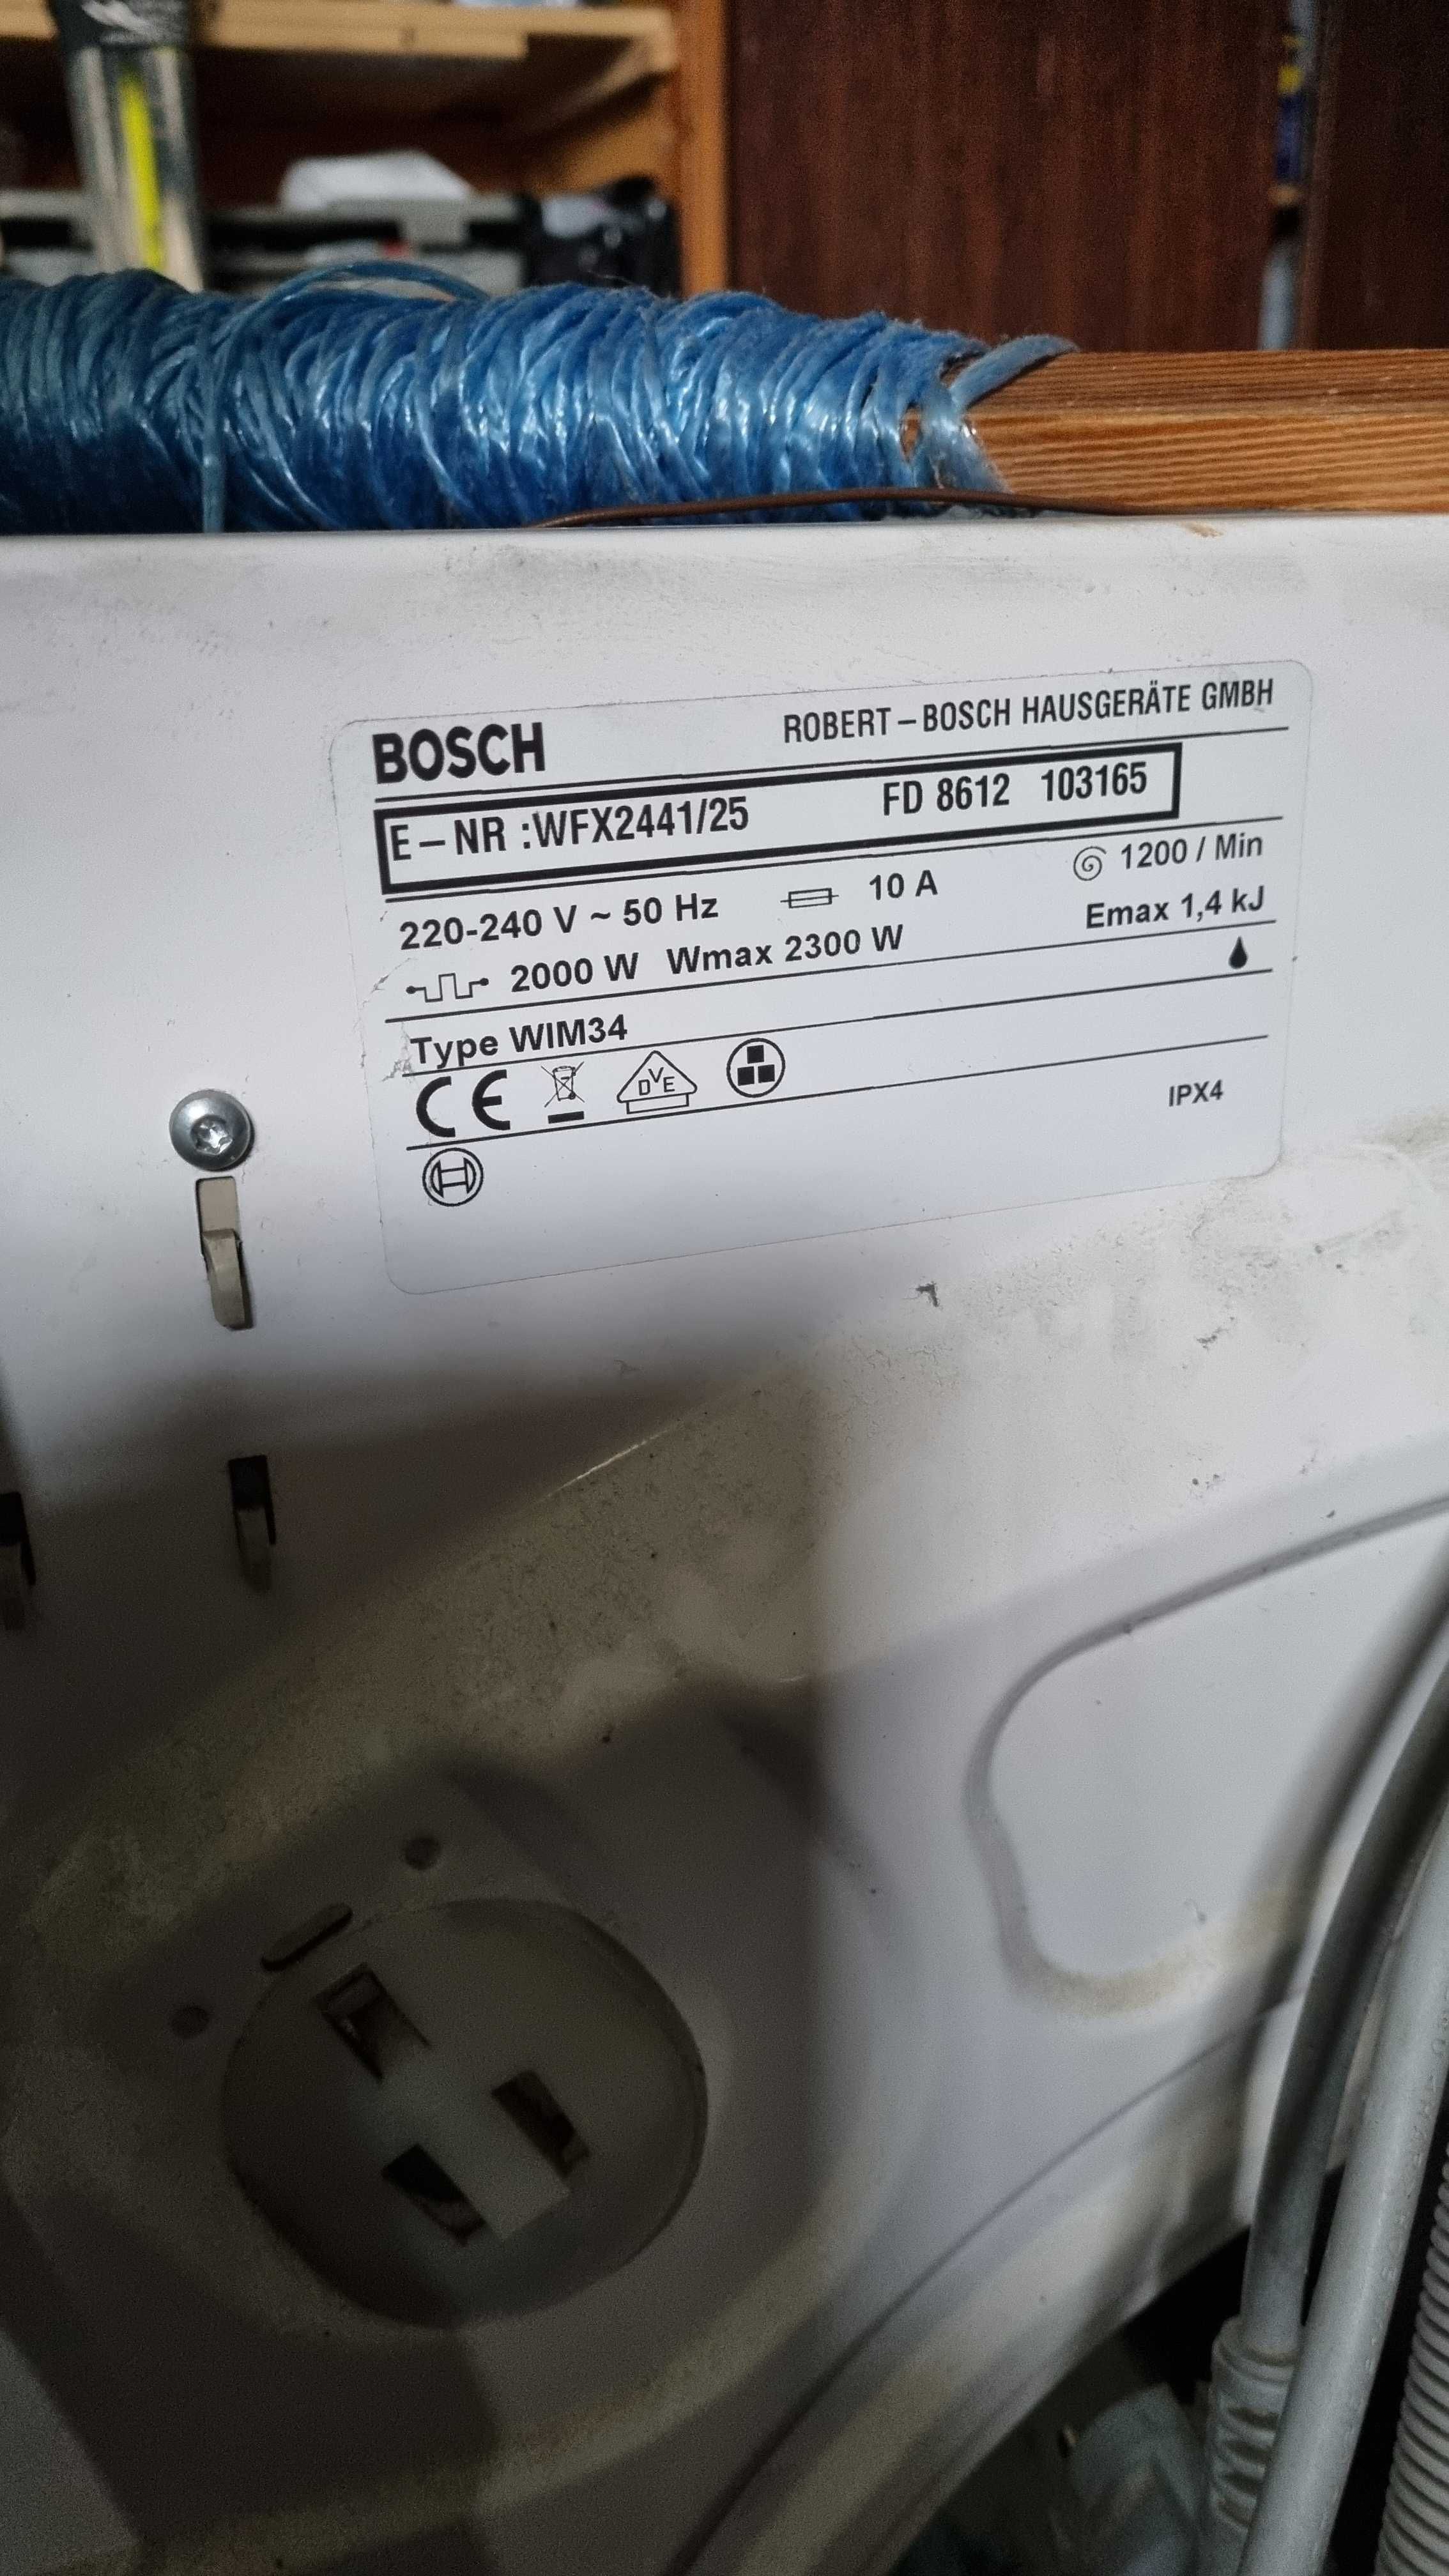 BOSCH ROBERT – BOSCH HAUSGERÄTE GMBH
E – NR :WFX2441/25 FD 8612 103165
220-240 V ~ 50 Hz 10 A 1200 / Min
2000 W Wmax 2300 W Emax 1,4 kJ
Type WIM34
CE DVE
IPX4